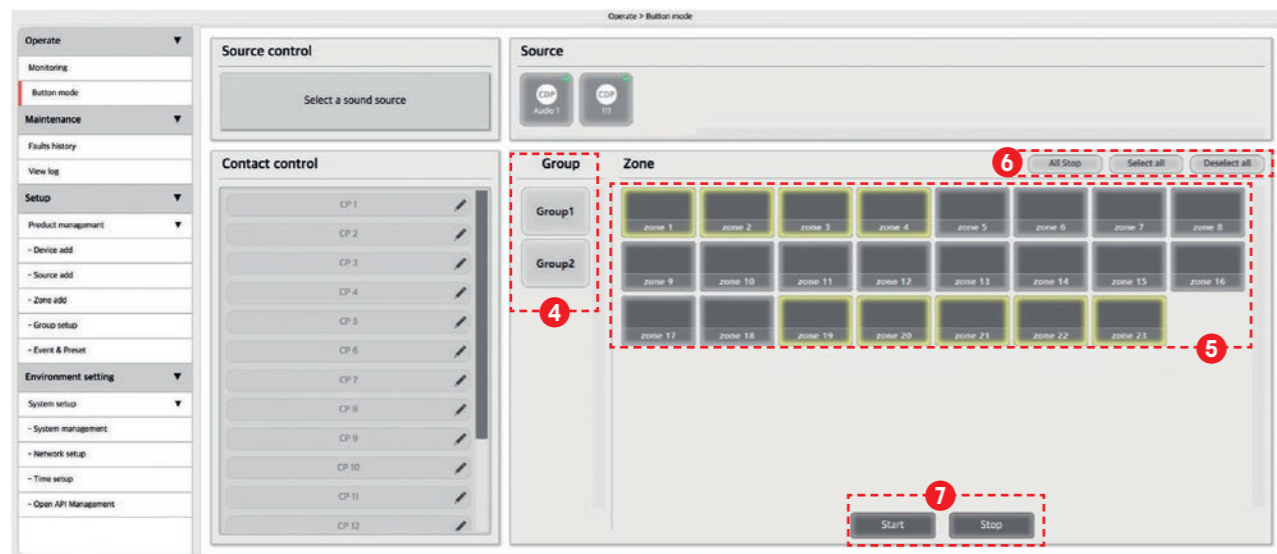 Operate > Button mode
Operate ▼
Monitoring
Button mode
Maintenance ▼
Faults history
View log
Setup ▼
Product management ▼
- Device add
- Source add
- Zone add
- Group setup
- Event & Preset
Environment setting ▼
System setup ▼
- System management
- Network setup
- Time setup
- Open API Management
Source control
Select a sound source
Source
CDP
Audio 1
CDP
Contact control
CP 1
CP 2
CP 3
CP 4
CP 5
CP 6
CP 7
CP 8
CP 9
CP 10
CP 11
CP 12
Group
Group1
Group2
4
Zone
6
All Stop Select all Deselect all
zone 1 zone 2 zone 3 zone 4 zone 5 zone 6 zone 7 zone 8
zone 9 zone 10 zone 11 zone 12 zone 13 zone 14 zone 15 zone 16
zone 17 zone 18 zone 19 zone 20 zone 21 zone 22 zone 23
5
7
Start Stop